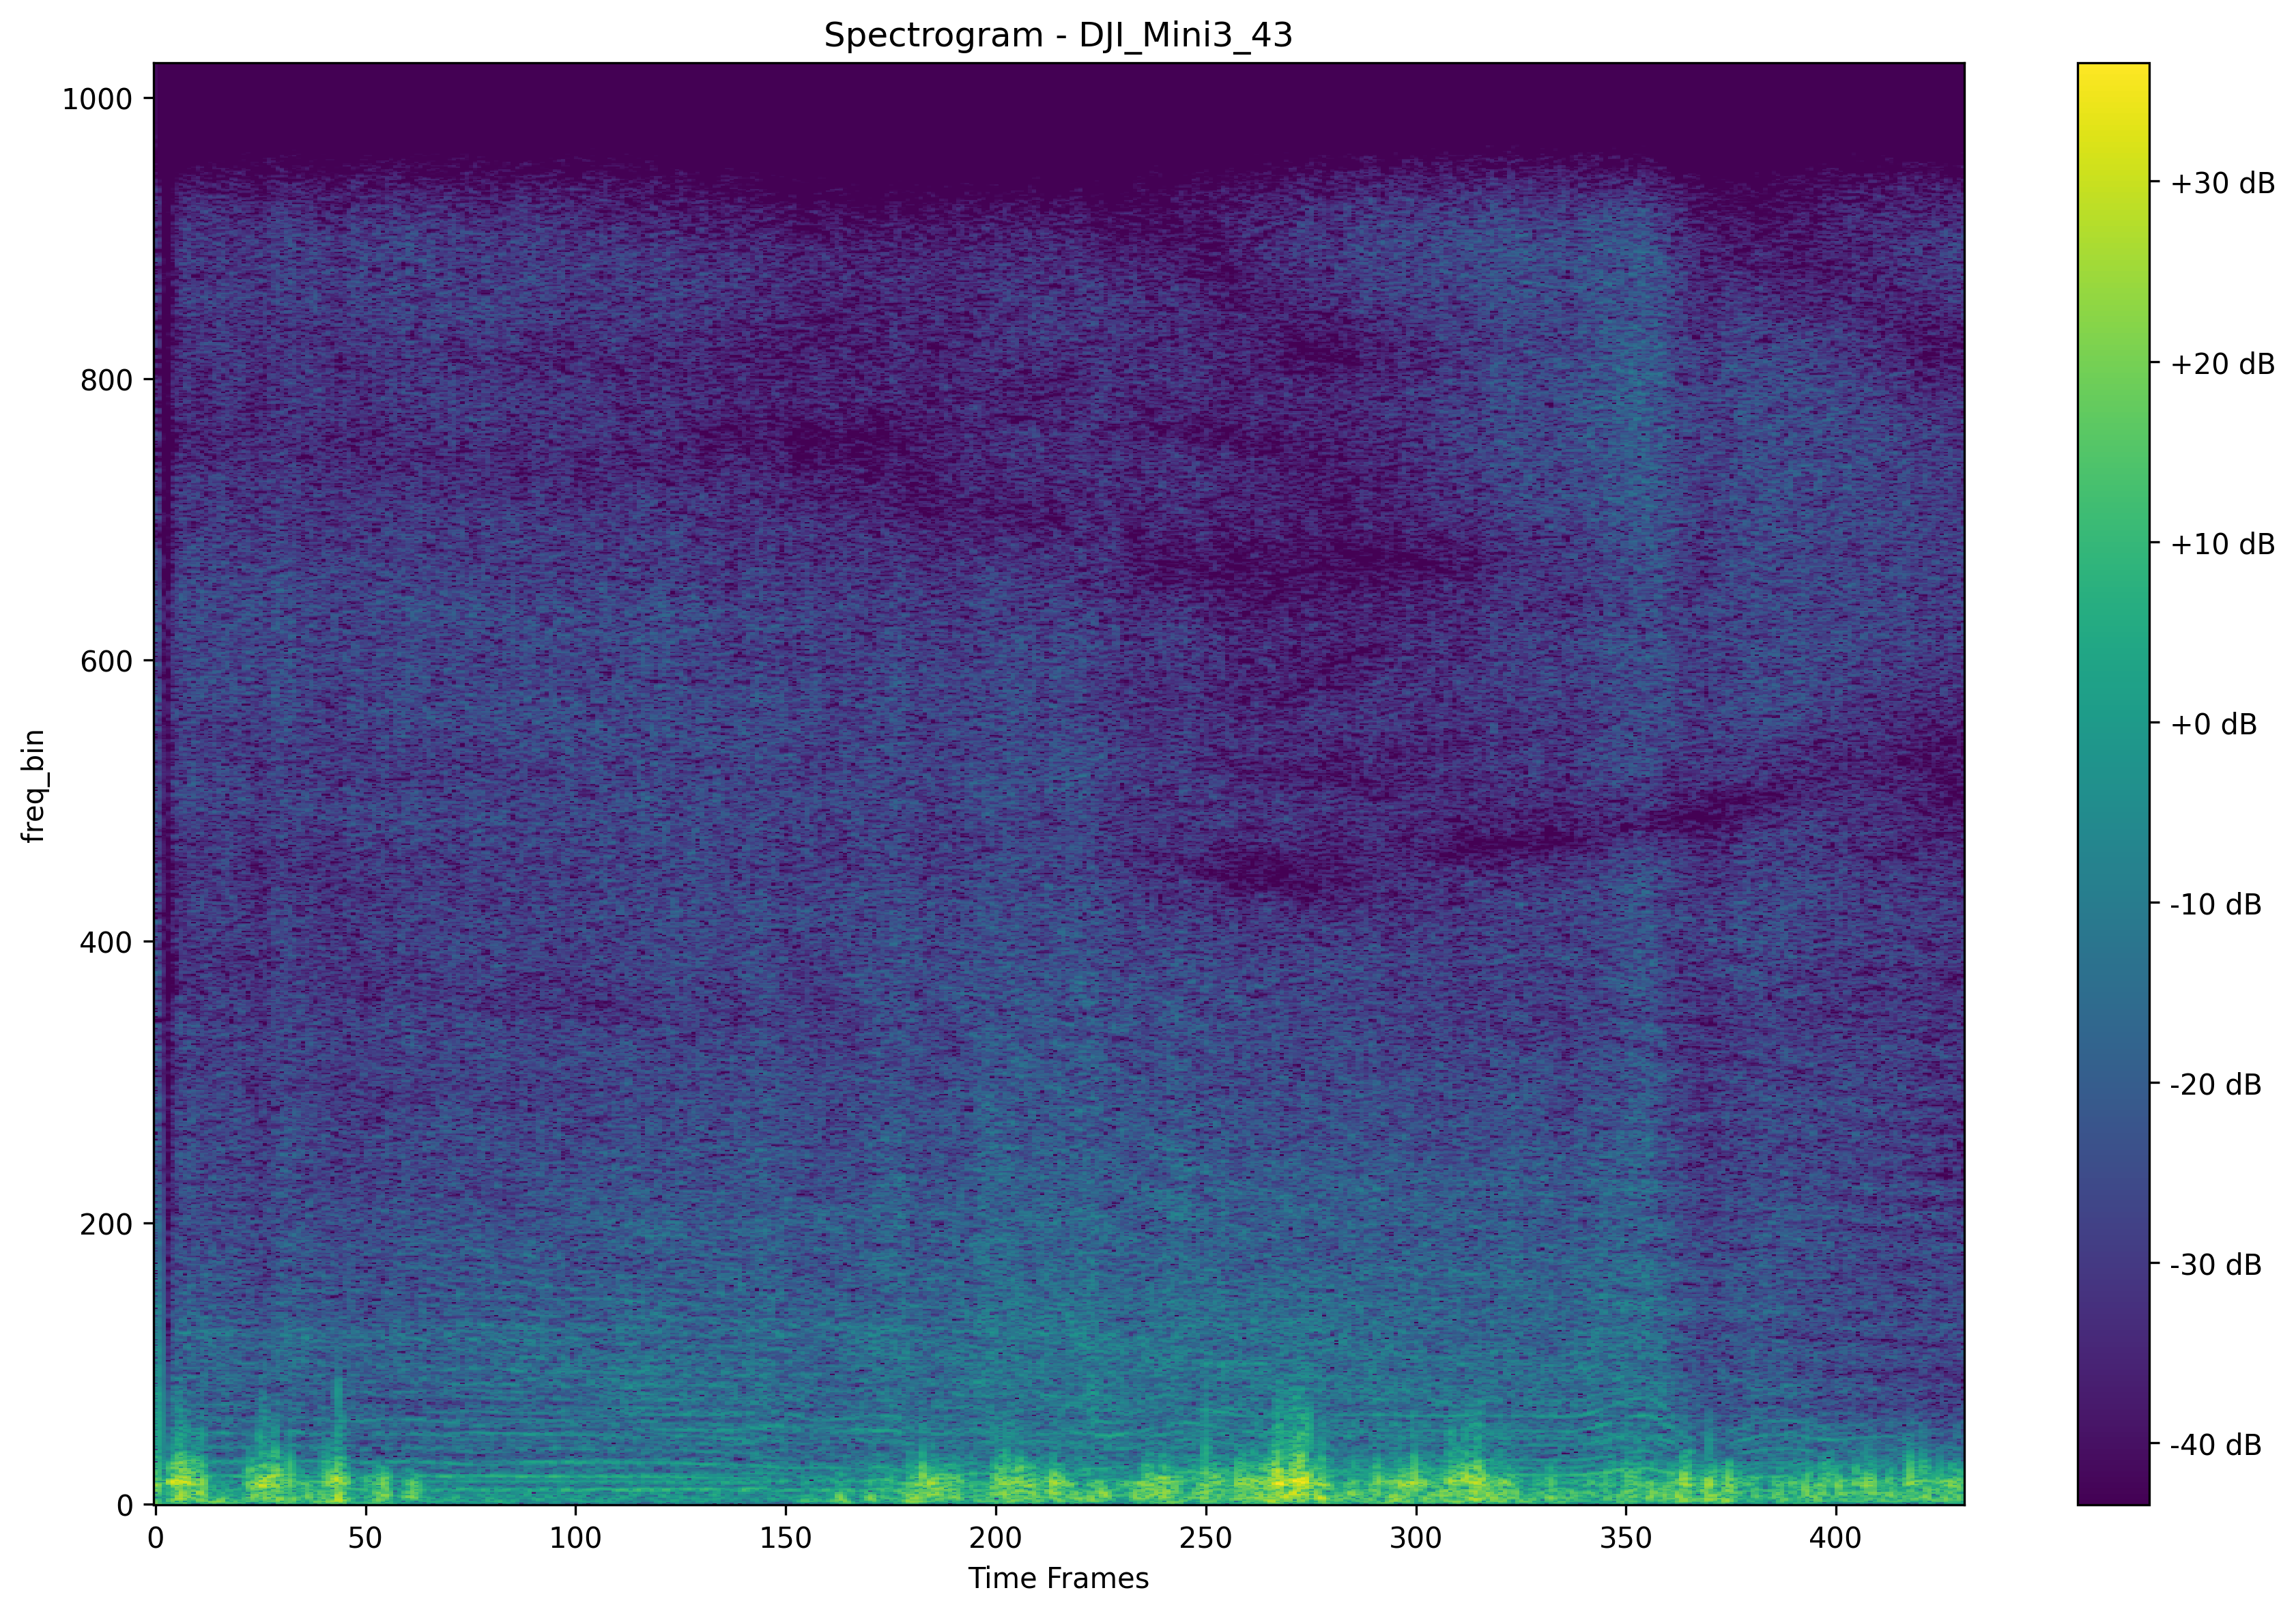 Spectrogram - DJI_Mini3_43
1000
800
600
400
200
0
freq_bin
0 50 100 150 200 250 300 350 400
Time Frames
+30 dB
+20 dB
+10 dB
+0 dB
-10 dB
-20 dB
-30 dB
-40 dB